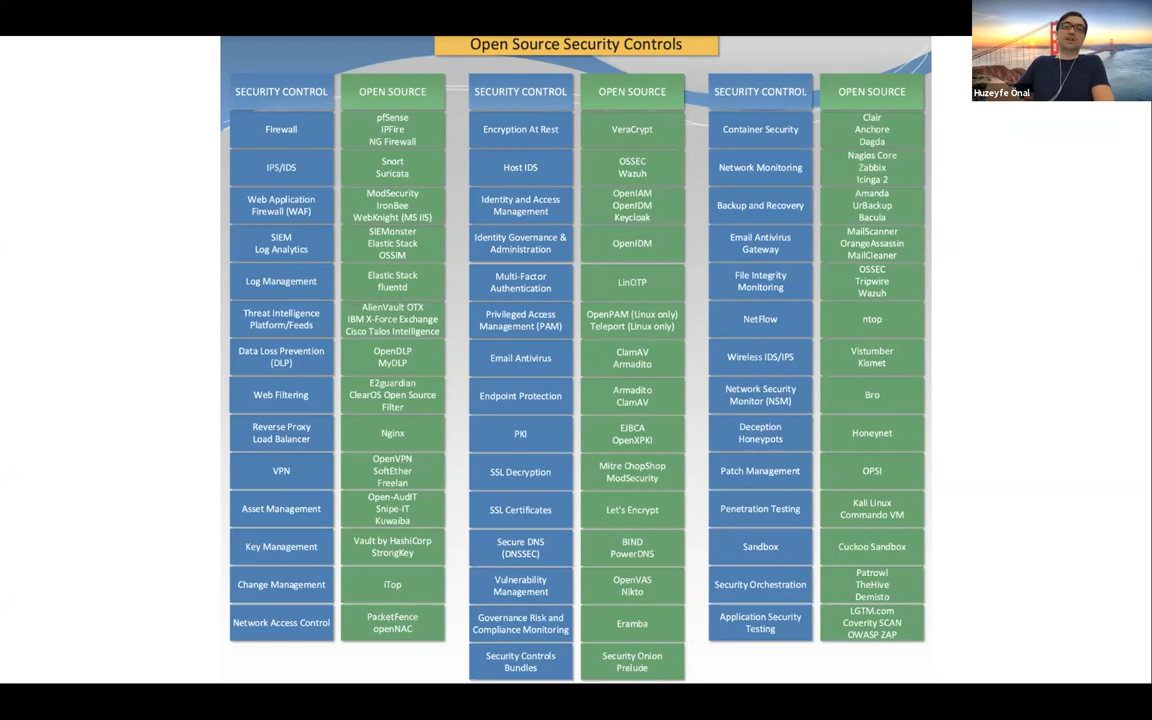 Open Source Security Controls
Huzeyfe Önal
SECURITY CONTROL
OPEN SOURCE
Firewall
pfSense
IPFire
NG Firewall
IPS/IDS
Snort
Suricata
Web Application
Firewall (WAF)
ModSecurity
IronBee
WebKnight (MS IIS)
SIEM
Log Analytics
SIEMonster
Elastic Stack
OSSIM
Log Management
Elastic Stack
fluentd
Threat Intelligence
Platform/Feeds
AlienVault OTX
IBM X-Force Exchange
Cisco Talos Intelligence
Data Loss Prevention
(DLP)
OpenDLP
MyDLP
Web Filtering
E2guardian
ClearOS Open Source
Filter
Reverse Proxy
Load Balancer
Nginx
VPN
OpenVPN
SoftEther
Freelan
Asset Management
Open-AudIT
Snipe-IT
Kuwaiba
Key Management
Vault by HashiCorp
StrongKey
Change Management
iTop
Network Access Control
PacketFence
openNAC
SECURITY CONTROL
OPEN SOURCE
Encryption At Rest
VeraCrypt
Host IDS
OSSEC
Wazuh
Identity and Access
Management
OpenIAM
OpenIDM
Keycloak
Identity Governance &
Administration
OpenIDM
Multi-Factor
Authentication
LinOTP
Privileged Access
Management (PAM)
OpenPAM (Linux only)
Teleport (Linux only)
Email Antivirus
ClamAV
Armadito
Endpoint Protection
Armadito
ClamAV
PKI
EJBCA
OpenXPKI
SSL Decryption
Mitre ChopShop
ModSecurity
SSL Certificates
Let's Encrypt
Secure DNS
(DNSSEC)
BIND
PowerDNS
Vulnerability
Management
OpenVAS
Nikto
Governance Risk and
Compliance Monitoring
Eramba
Security Controls
Bundles
Security Onion
Prelude
SECURITY CONTROL
OPEN SOURCE
Container Security
Clair
Anchore
Dagda
Network Monitoring
Nagios Core
Zabbix
Icinga 2
Backup and Recovery
Amanda
UrBackup
Bacula
Email Antivirus
Gateway
MailScanner
OrangeAssassin
MailCleaner
File Integrity
Monitoring
OSSEC
Tripwire
Wazuh
NetFlow
ntop
Wireless IDS/IPS
Vistumber
Kismet
Network Security
Monitor (NSM)
Bro
Deception
Honeypots
Honeynet
Patch Management
OPSI
Penetration Testing
Kali Linux
Commando VM
Sandbox
Cuckoo Sandbox
Security Orchestration
Patrowl
TheHive
Demisto
Application Security
Testing
LGTM.com
Coverity SCAN
OWASP ZAP